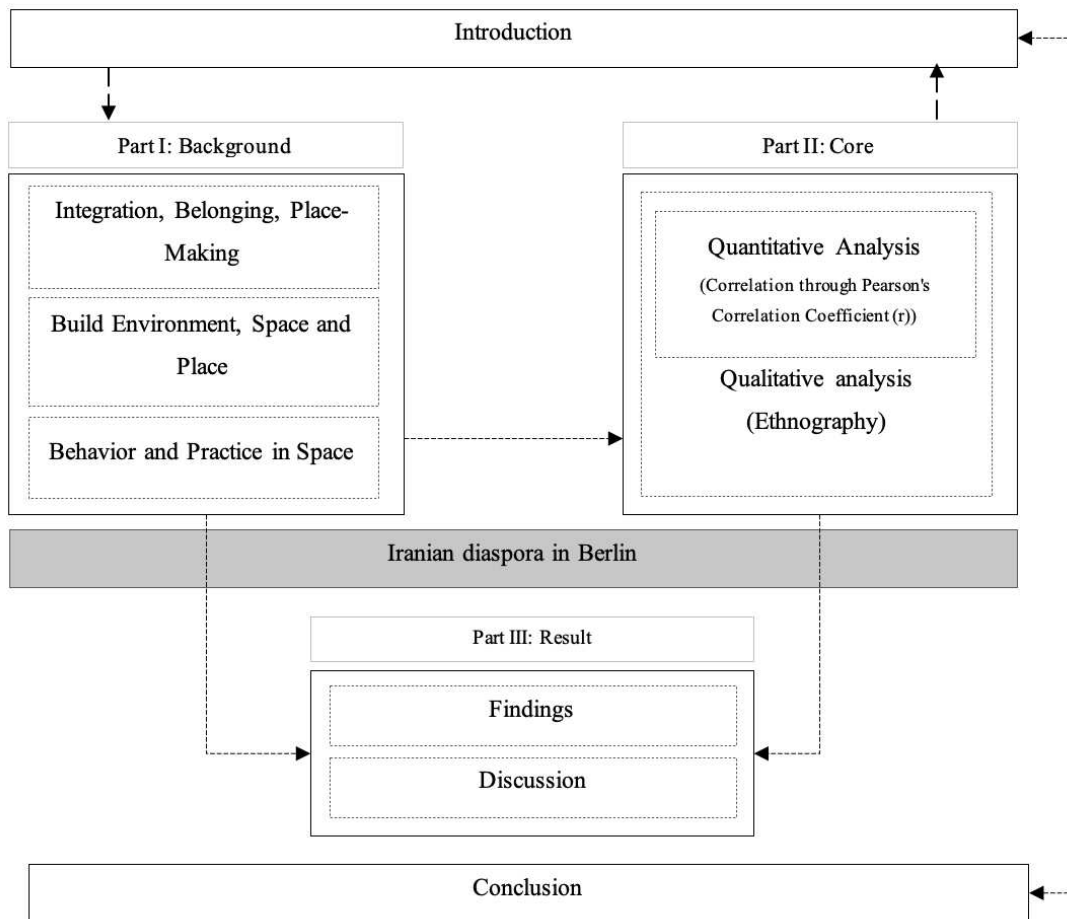 Introduction
Part I: Background
Integration, Belonging, Place-
Making
Build Environment, Space and
Place
Behavior and Practice in Space
Part II: Core
Quantitative Analysis
(Correlation through Pearson's
Correlation Coefficient (r))
Qualitative analysis
(Ethnography)
Iranian diaspora in Berlin
Part III: Result
Findings
Discussion
Conclusion